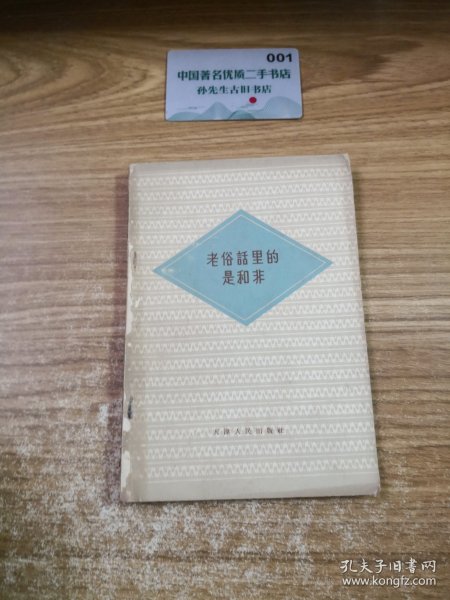 001
中国著名优质二手书店
孙先生古旧书店
老俗話里的
是和非
天津人民出版社
孔夫子旧书网
www.kongfz.com